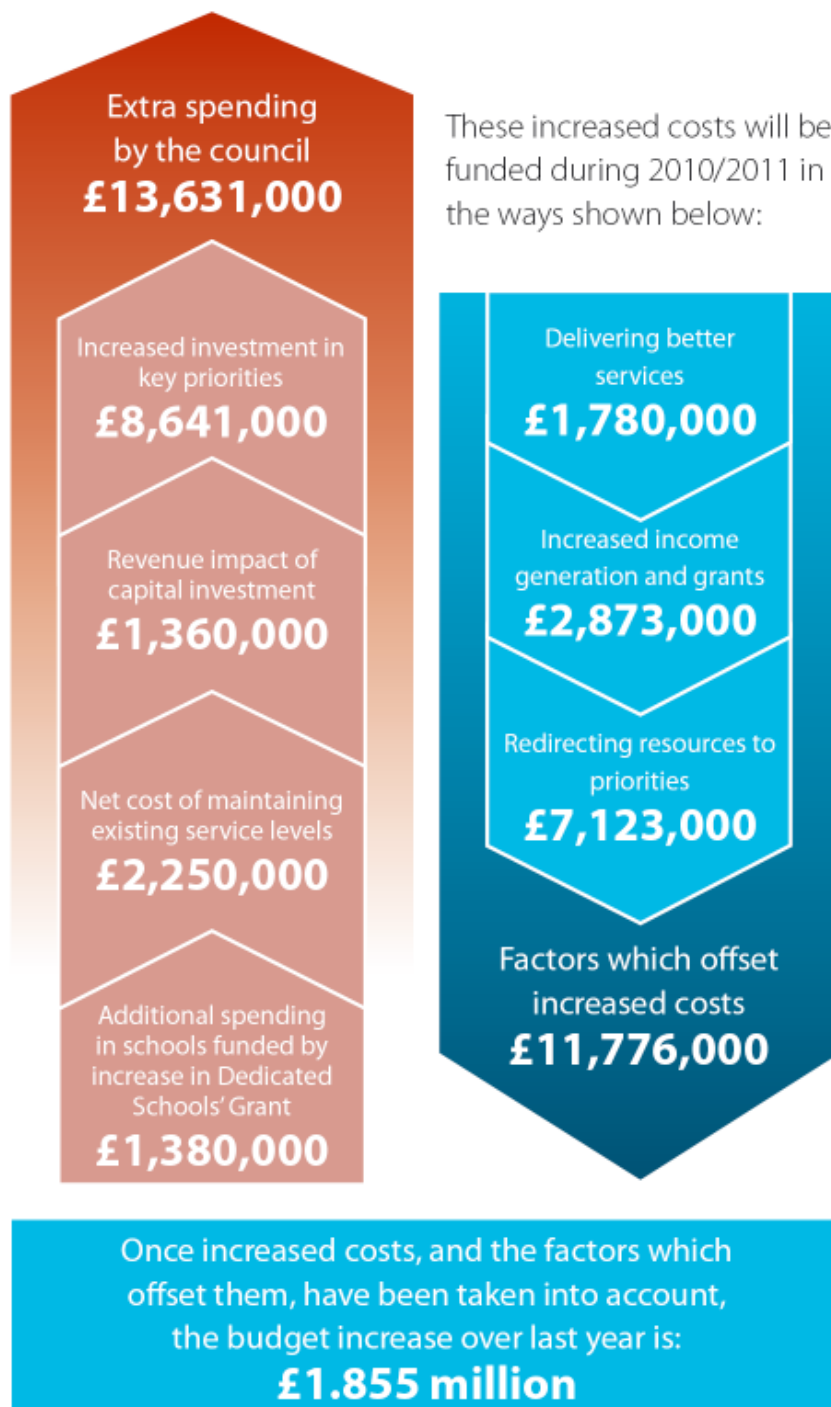 Extra spending
by the council
£13,631,000
Increased investment in
key priorities
£8,641,000
Revenue impact of
capital investment
£1,360,000
Net cost of maintaining
existing service levels
£2,250,000
Additional spending
in schools funded by
increase in Dedicated
Schools’ Grant
£1,380,000
These increased costs will be
funded during 2010/2011 in
the ways shown below:
Delivering better
services
£1,780,000
Increased income
generation and grants
£2,873,000
Redirecting resources to
priorities
£7,123,000
Factors which offset
increased costs
£11,776,000
Once increased costs, and the factors which
offset them, have been taken into account,
the budget increase over last year is:
£1.855 million